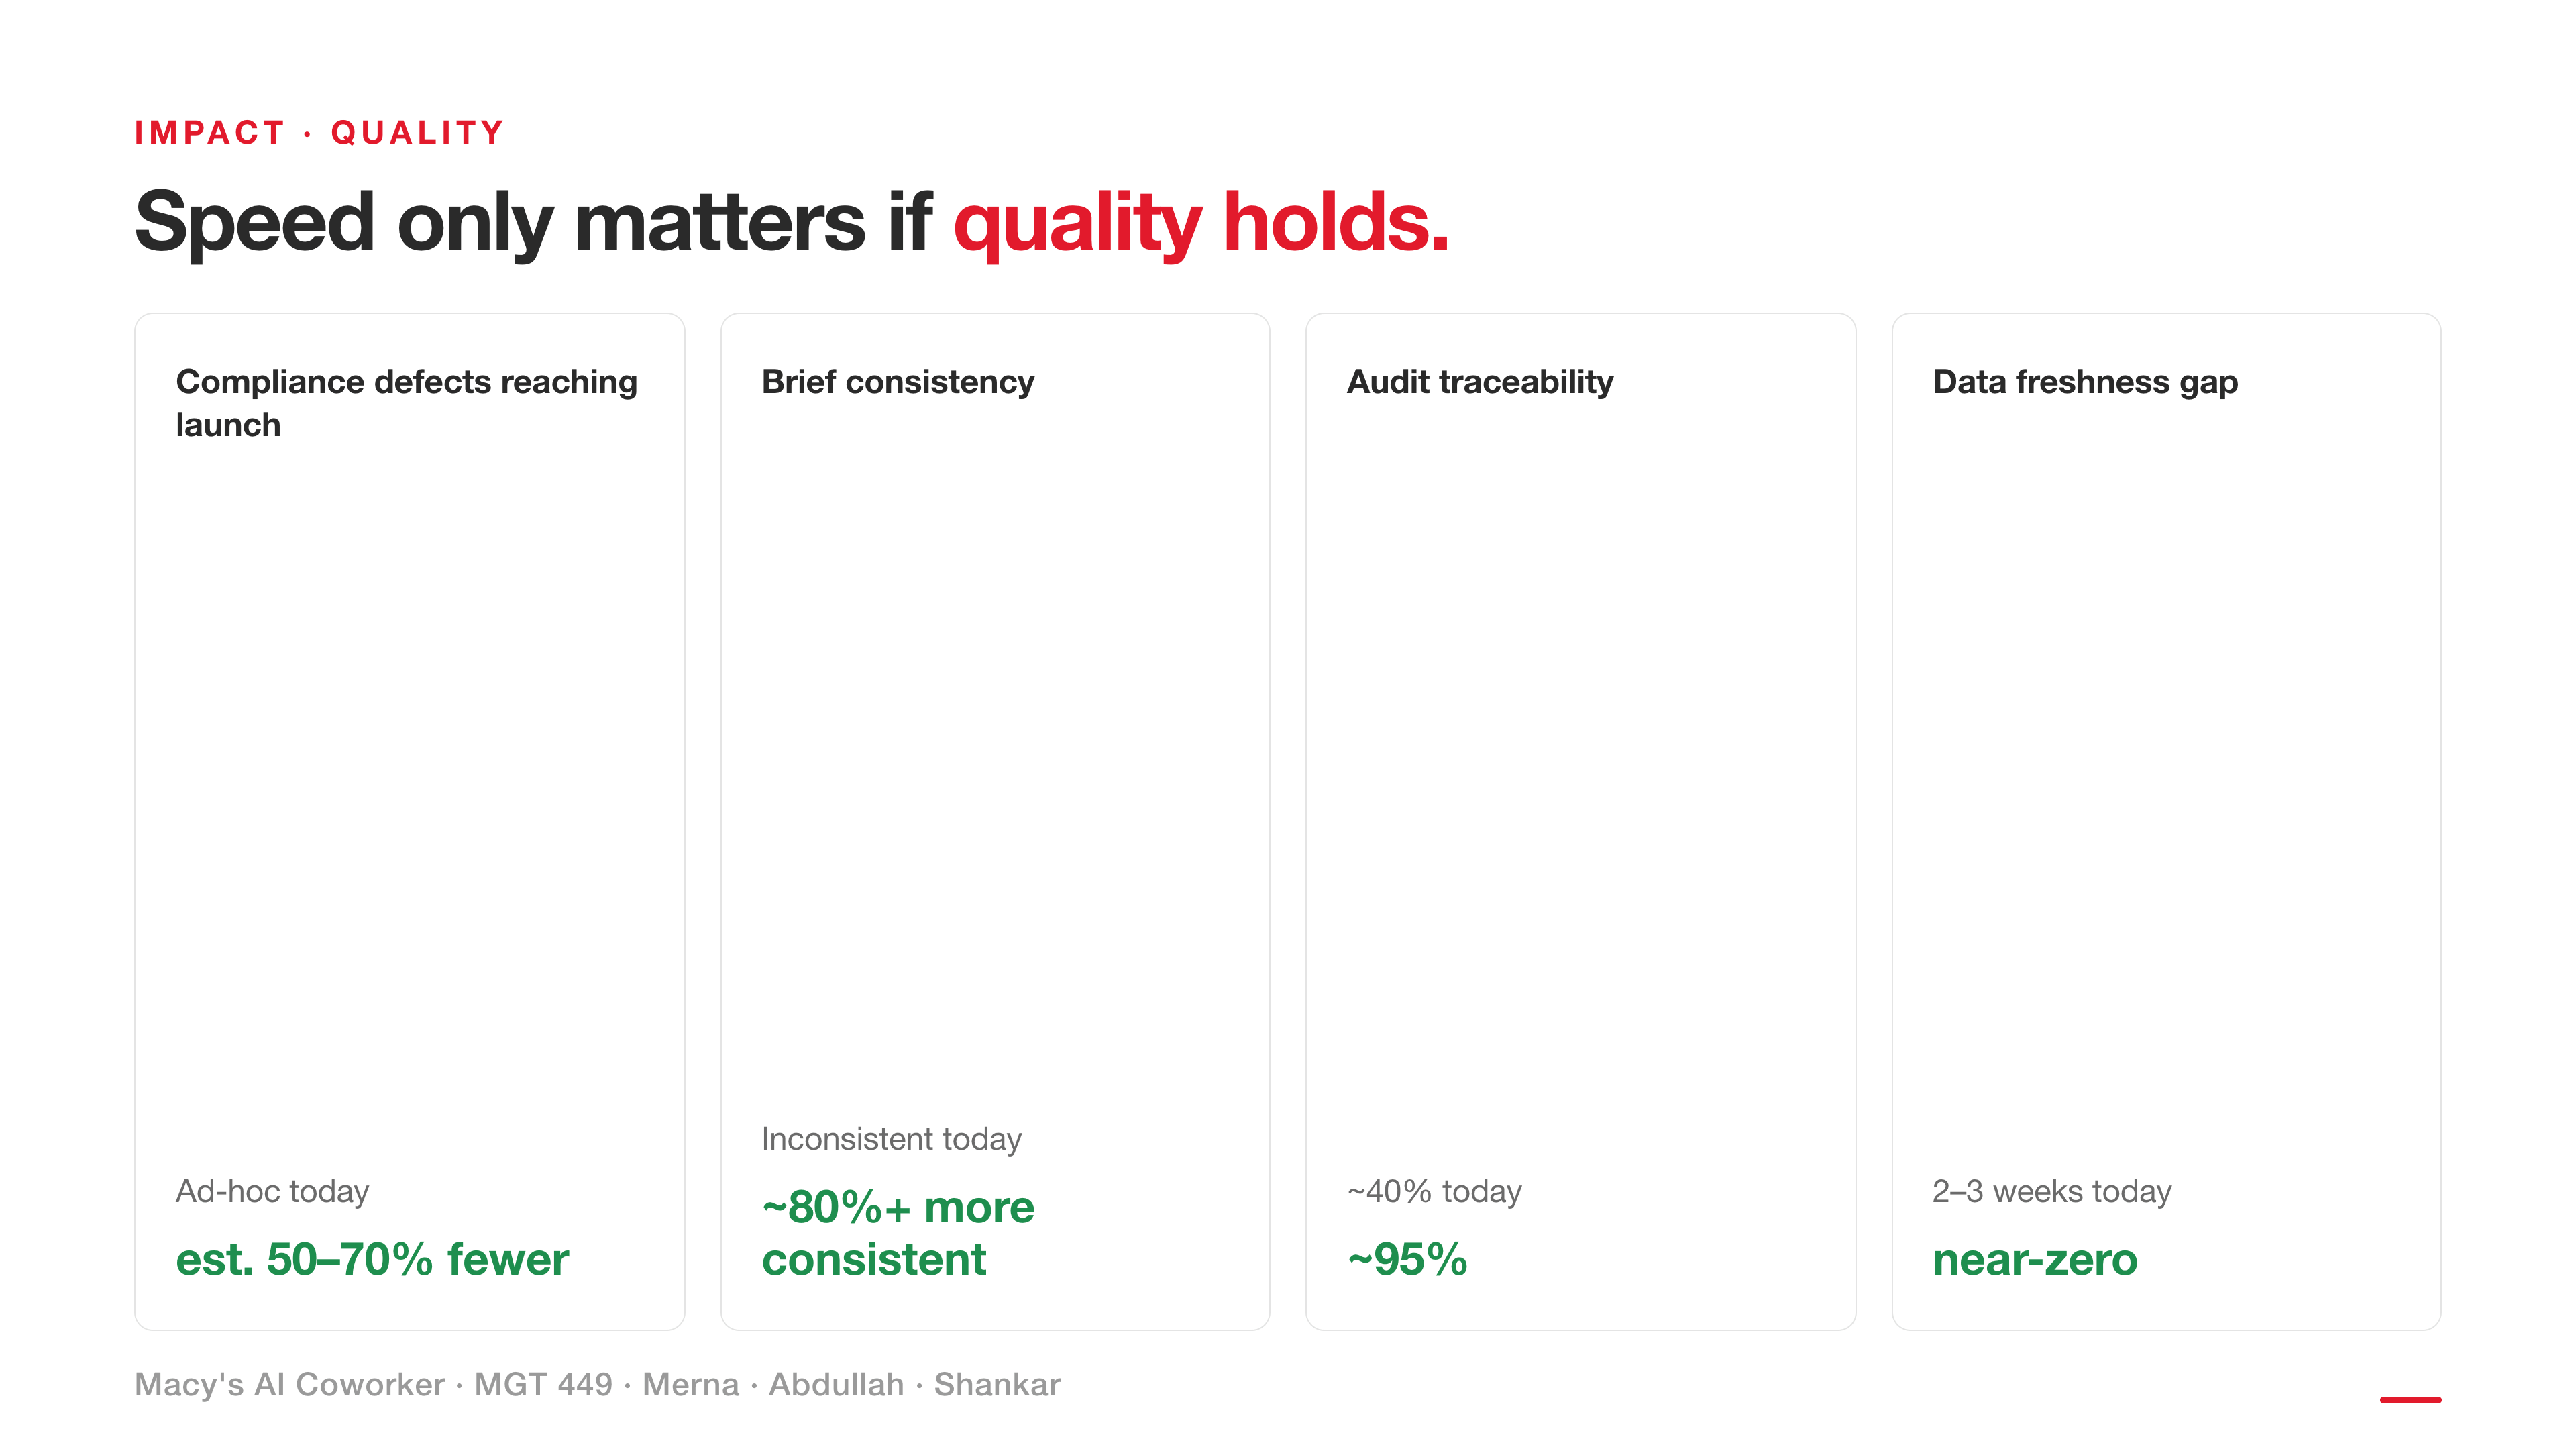 IMPACT · QUALITY
Speed only matters if quality holds.
Compliance defects reaching
launch
Ad-hoc today
est. 50–70% fewer
Brief consistency
Inconsistent today
~80%+ more
consistent
Audit traceability
~40% today
~95%
Data freshness gap
2–3 weeks today
near-zero
Macy's AI Coworker · MGT 449 · Merna · Abdullah · Shankar